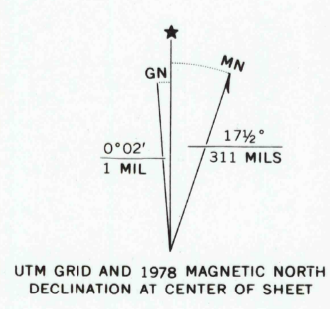 ★
GN
MN
0°02'
1 MIL
17½°
311 MILS
UTM GRID AND 1978 MAGNETIC NORTH
DECLINATION AT CENTER OF SHEET